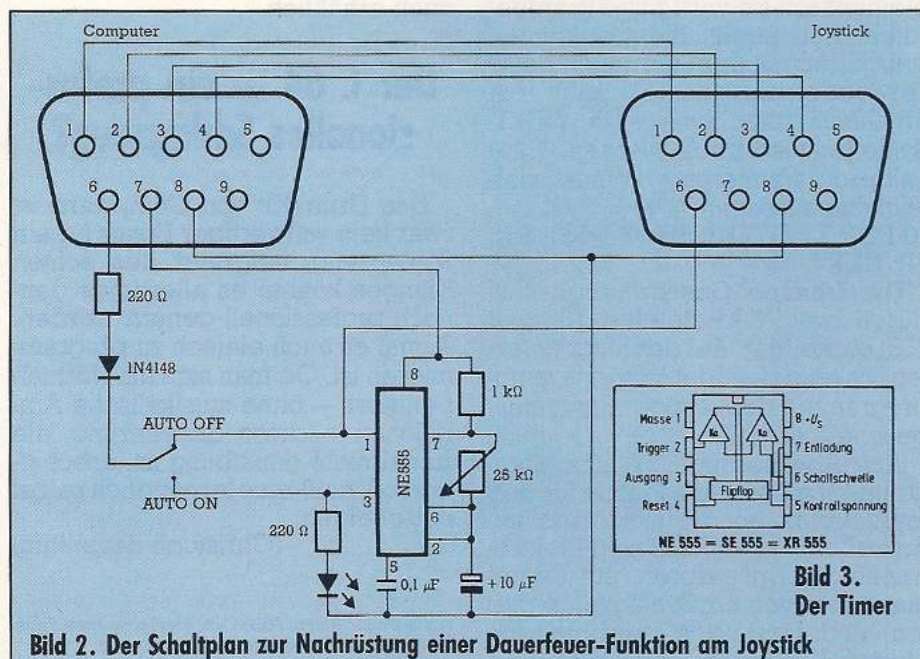 Computer
Joystick
1 2 3 4 5
6 7 8 9
1 2 3 4 5
6 7 8 9
220 Ω
1N4148
AUTO OFF
AUTO ON
220 Ω
NE555
8
1
7
3
6
2
5
1 kΩ
25 kΩ
0,1 µF
+10 µF
Masse 1
Trigger 2
Ausgang 3
Reset 4
Ko
Ko
Flipflop
8 +Us
7 Entladung
6 Schaltschwelle
5 Kontrollspannung
NE 555 = SE 555 = XR 555
Bild 3.
Der Timer
Bild 2. Der Schaltplan zur Nachrüstung einer Dauerfeuer-Funktion am Joystick